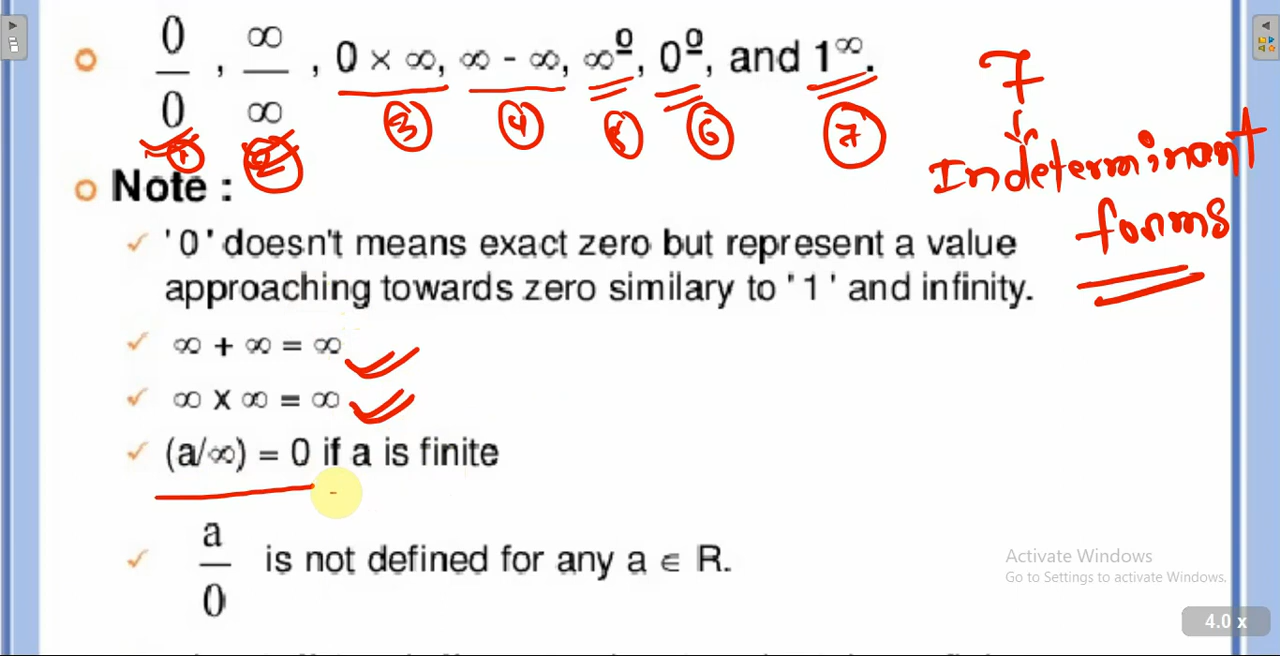 0/0, ∞/∞, 0 × ∞, ∞ - ∞, ∞⁰, 0⁰, and 1^∞.
1 2 3 4 5 6 7
7
Indeterminant
forms
Note :
'0' doesn't means exact zero but represent a value
approaching towards zero similary to '1' and infinity.
∞ + ∞ = ∞
∞ X ∞ = ∞
(a/∞) = 0 if a is finite
a/0 is not defined for any a ∈ R.
Activate Windows
Go to Settings to activate Windows.
4.0 x